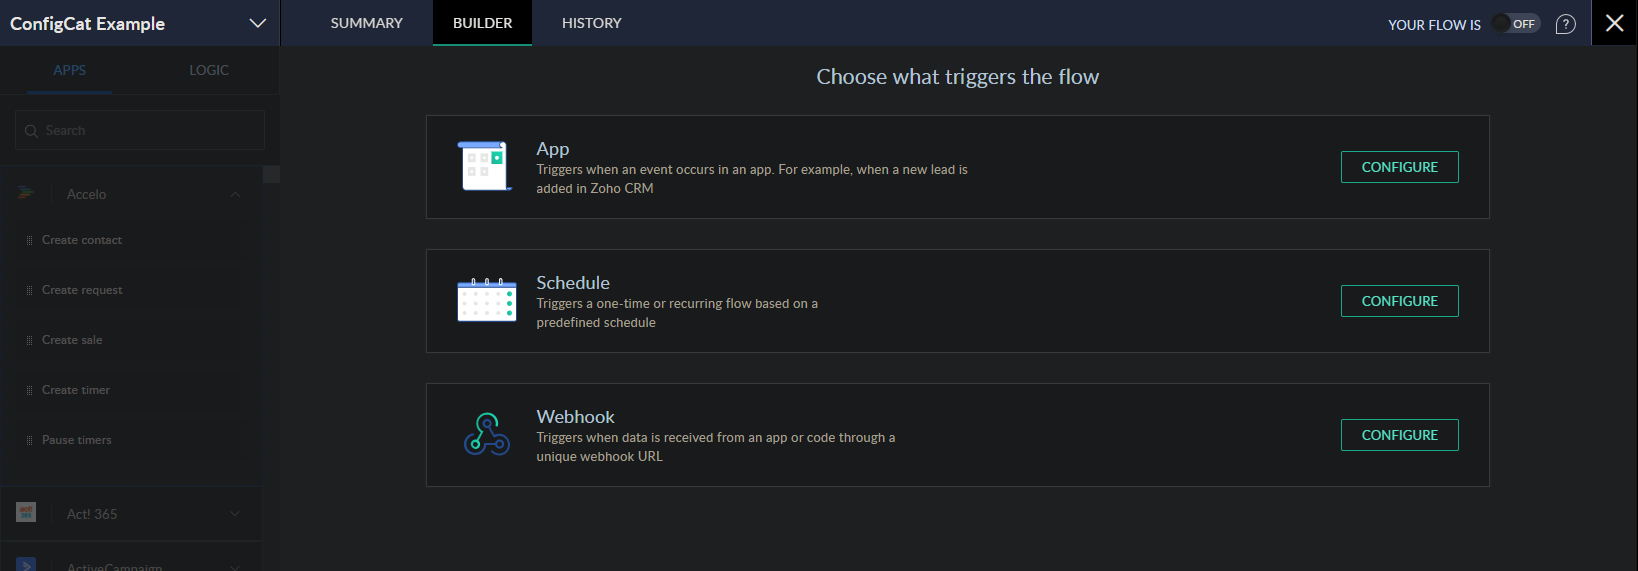 ConfigCat Example
SUMMARY
BUILDER
HISTORY
YOUR FLOW IS
OFF
?
APPS
LOGIC
Search
Accelo
Create contact
Create request
Create sale
Create timer
Pause timers
Act! 365
ActiveCampaign
Choose what triggers the flow
App
Triggers when an event occurs in an app. For example, when a new lead is
added in Zoho CRM
CONFIGURE
Schedule
Triggers a one-time or recurring flow based on a
predefined schedule
CONFIGURE
Webhook
Triggers when data is received from an app or code through a
unique webhook URL
CONFIGURE